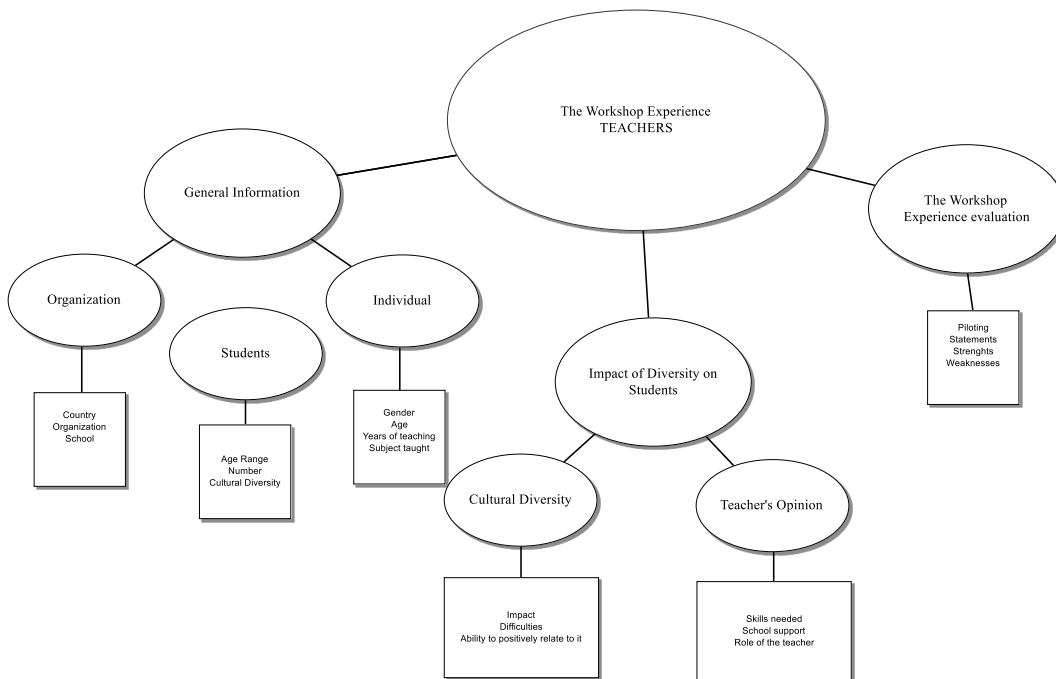 The Workshop Experience
TEACHERS
General Information
The Workshop
Experience evaluation
Organization
Individual
Students
Impact of Diversity on
Students
Piloting
Statements
Strenghts
Weaknesses
Country
Organization
School
Age Range
Number
Cultural Diversity
Gender
Age
Years of teaching
Subject taught
Cultural Diversity
Teacher's Opinion
Impact
Difficulties
Ability to positively relate to it
Skills needed
School support
Role of the teacher